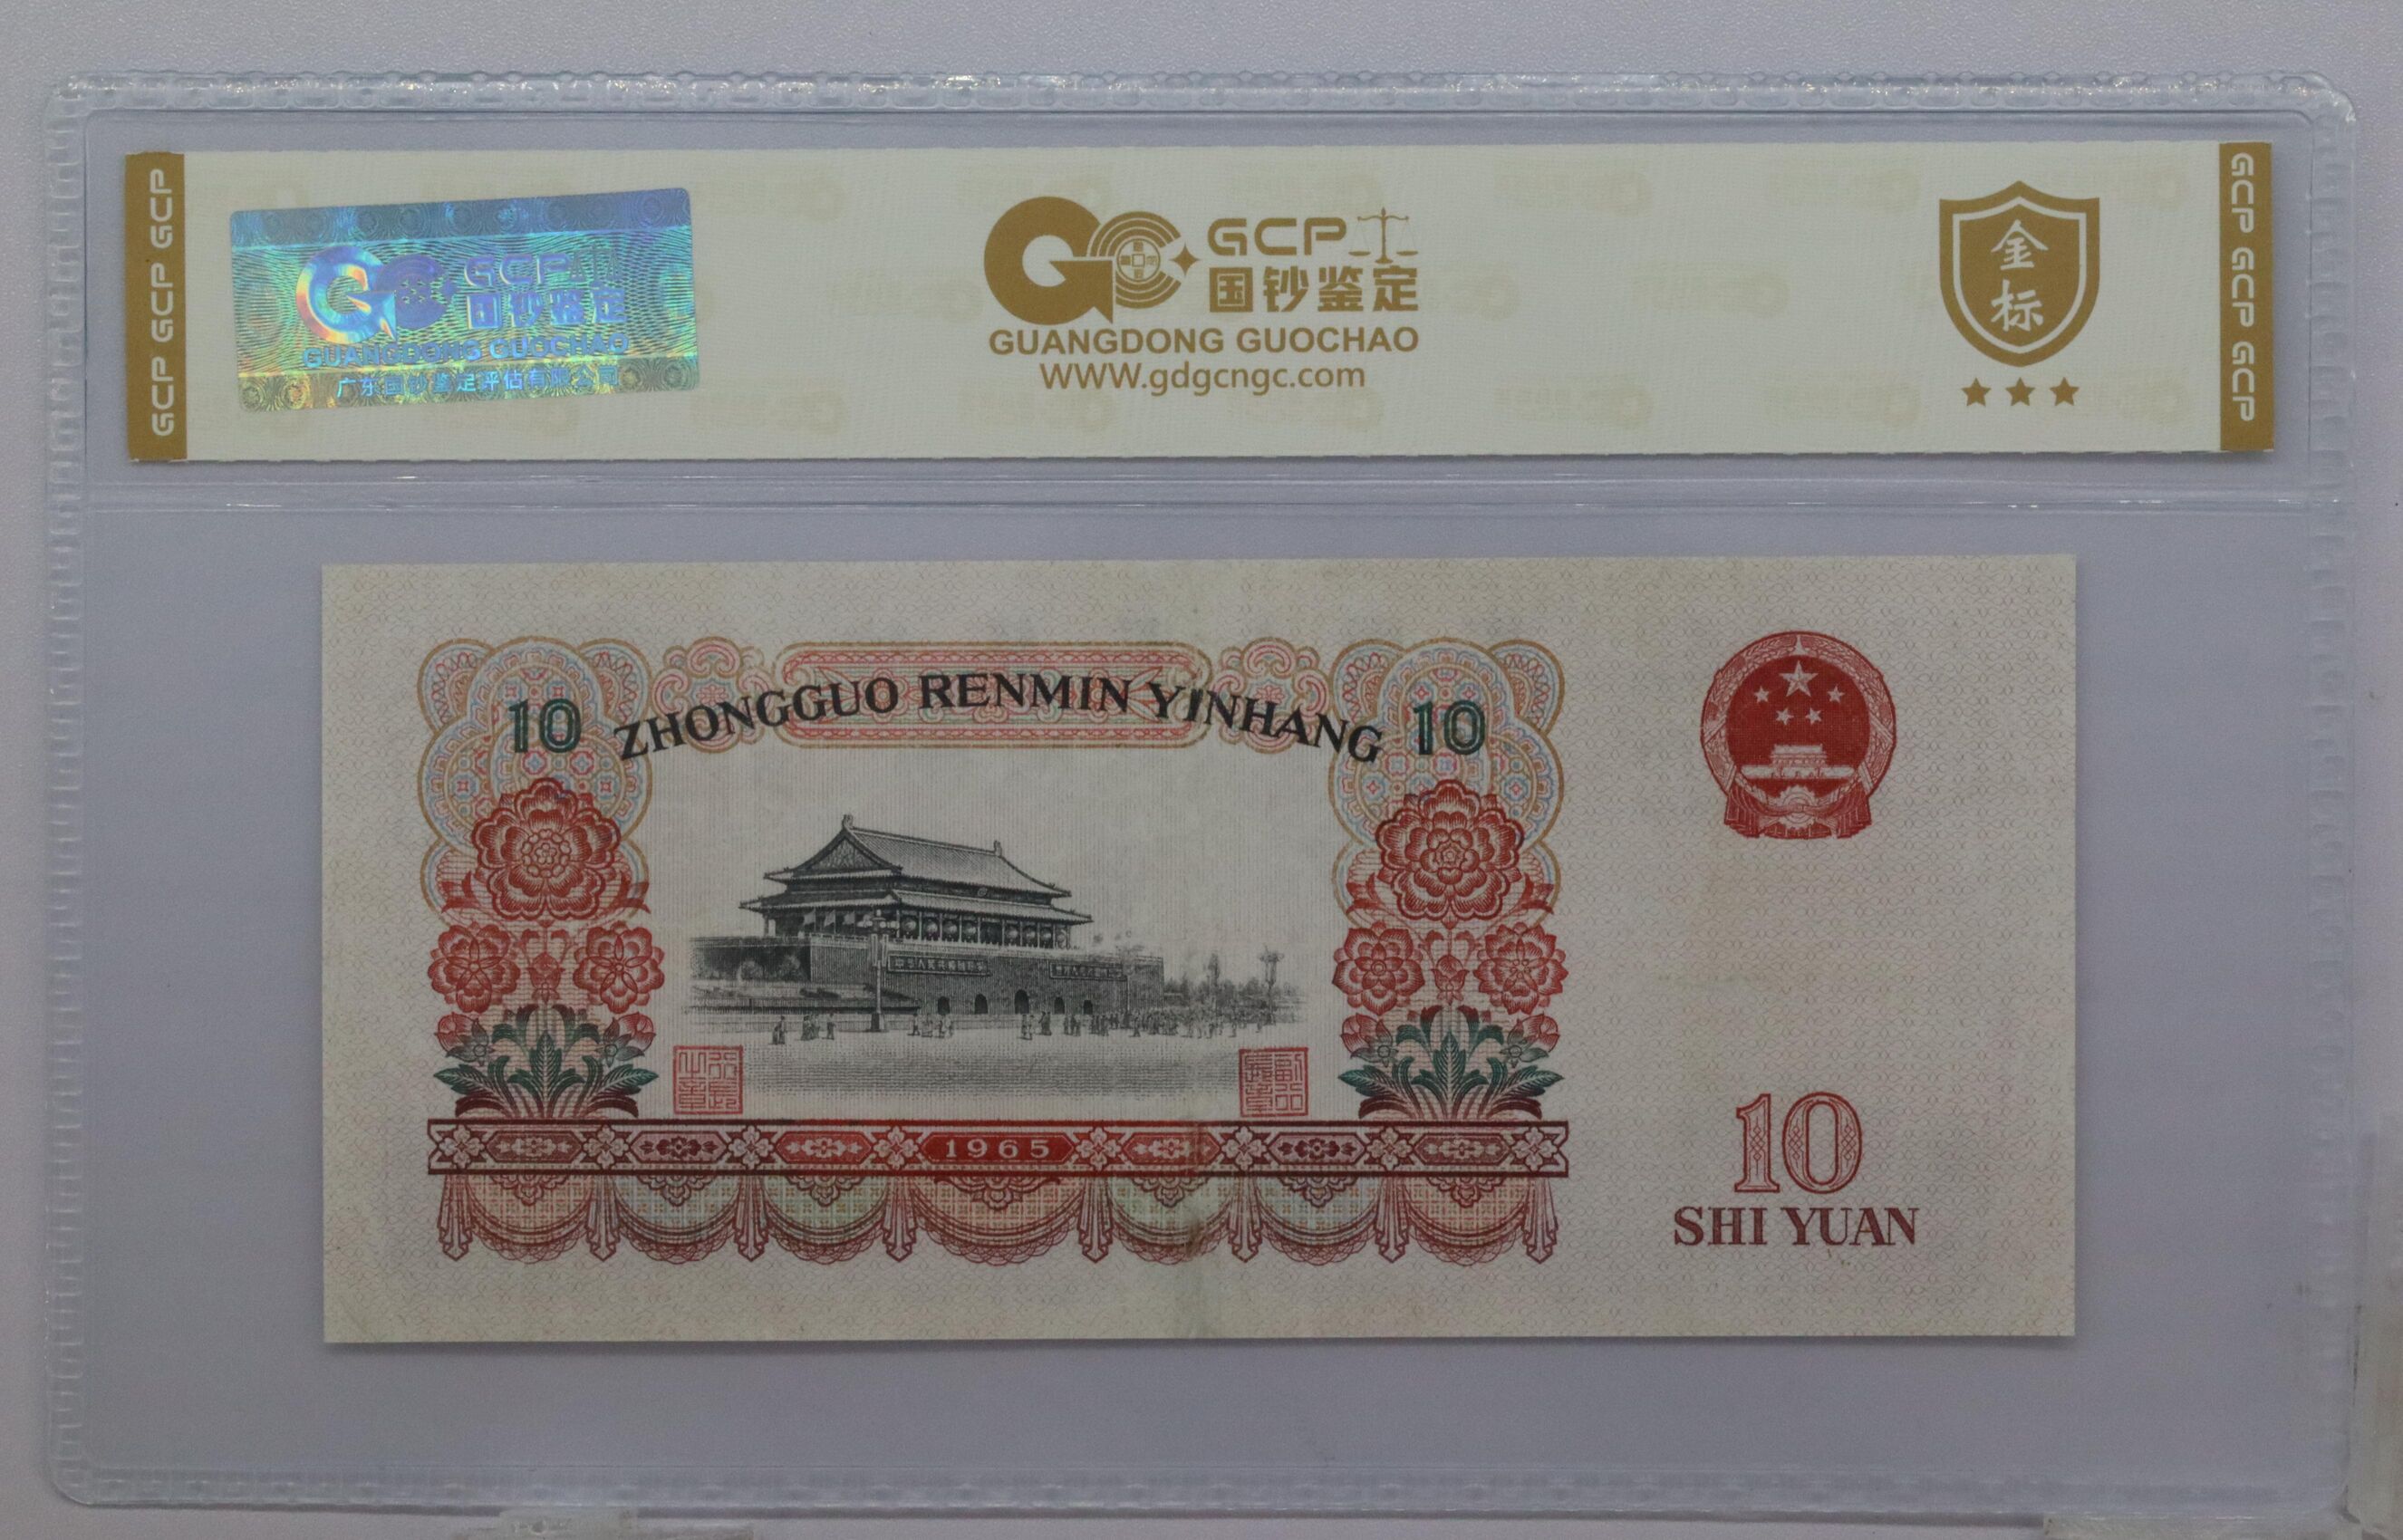 GCP GCP GCP
GCP
国钞鉴定
GUANGDONG GUOCHAO
广东国钞鉴定评估有限公司
GCP
国钞鉴定
GUANGDONG GUOCHAO
www.gdgcngc.com
金
标
GCP GCP GCP
10 ZHONGGUO RENMIN YINHANG 10
1965
10
SHI YUAN